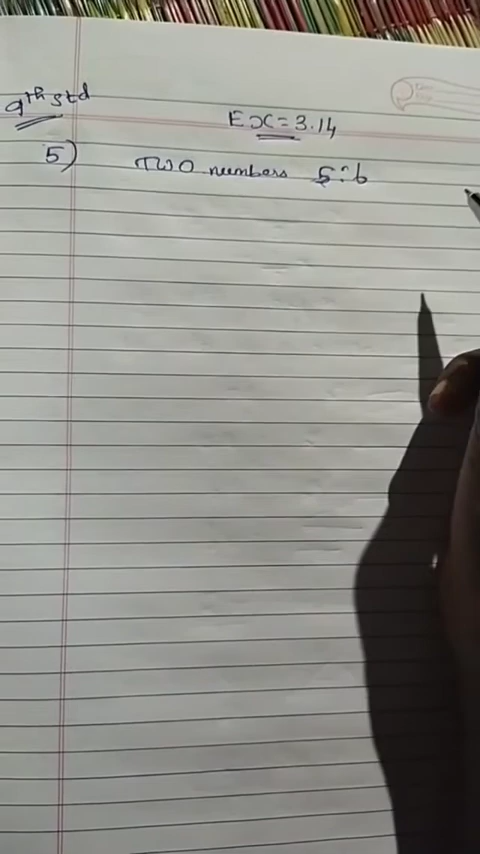 9th std
Ex = 3.14
5) Two numbers 5:6